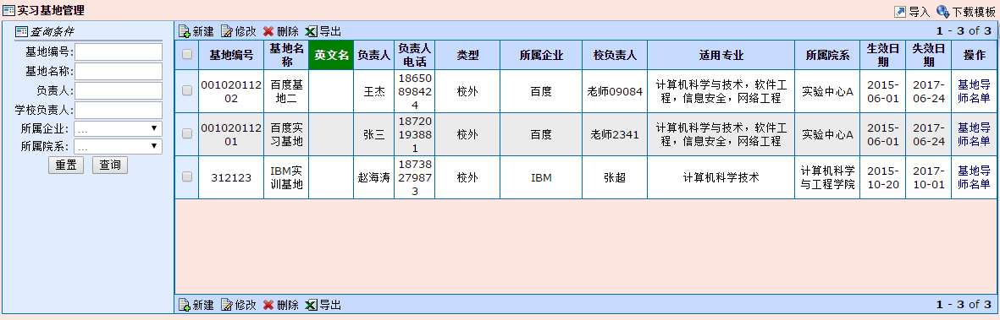 实习基地管理 导入 下载模板
查询条件
基地编号:
基地名称:
负责人:
学校负责人:
所属企业: ...
所属院系: ...
重置 查询
新建 修改 删除 导出 1 - 3 of 3
基地编号 基地名称 英文名 负责人 负责人电话 类型 所属企业 校负责人 适用专业 所属院系 生效日期 失效日期 操作
00102011202 百度基地二 王杰 18650898424 校外 百度 老师09084 计算机科学与技术，软件工程，信息安全，网络工程 实验中心A 2015-06-01 2017-06-24 基地导师名单
00102011201 百度实习基地 张三 18720193881 校外 百度 老师2341 计算机科学与技术，软件工程，信息安全，网络工程 实验中心A 2015-06-01 2017-06-24 基地导师名单
312123 IBM实训基地 赵海涛 18738279873 校外 IBM 张超 计算机科学技术 计算机科学与工程学院 2015-10-20 2017-10-01 基地导师名单
新建 修改 删除 导出 1 - 3 of 3